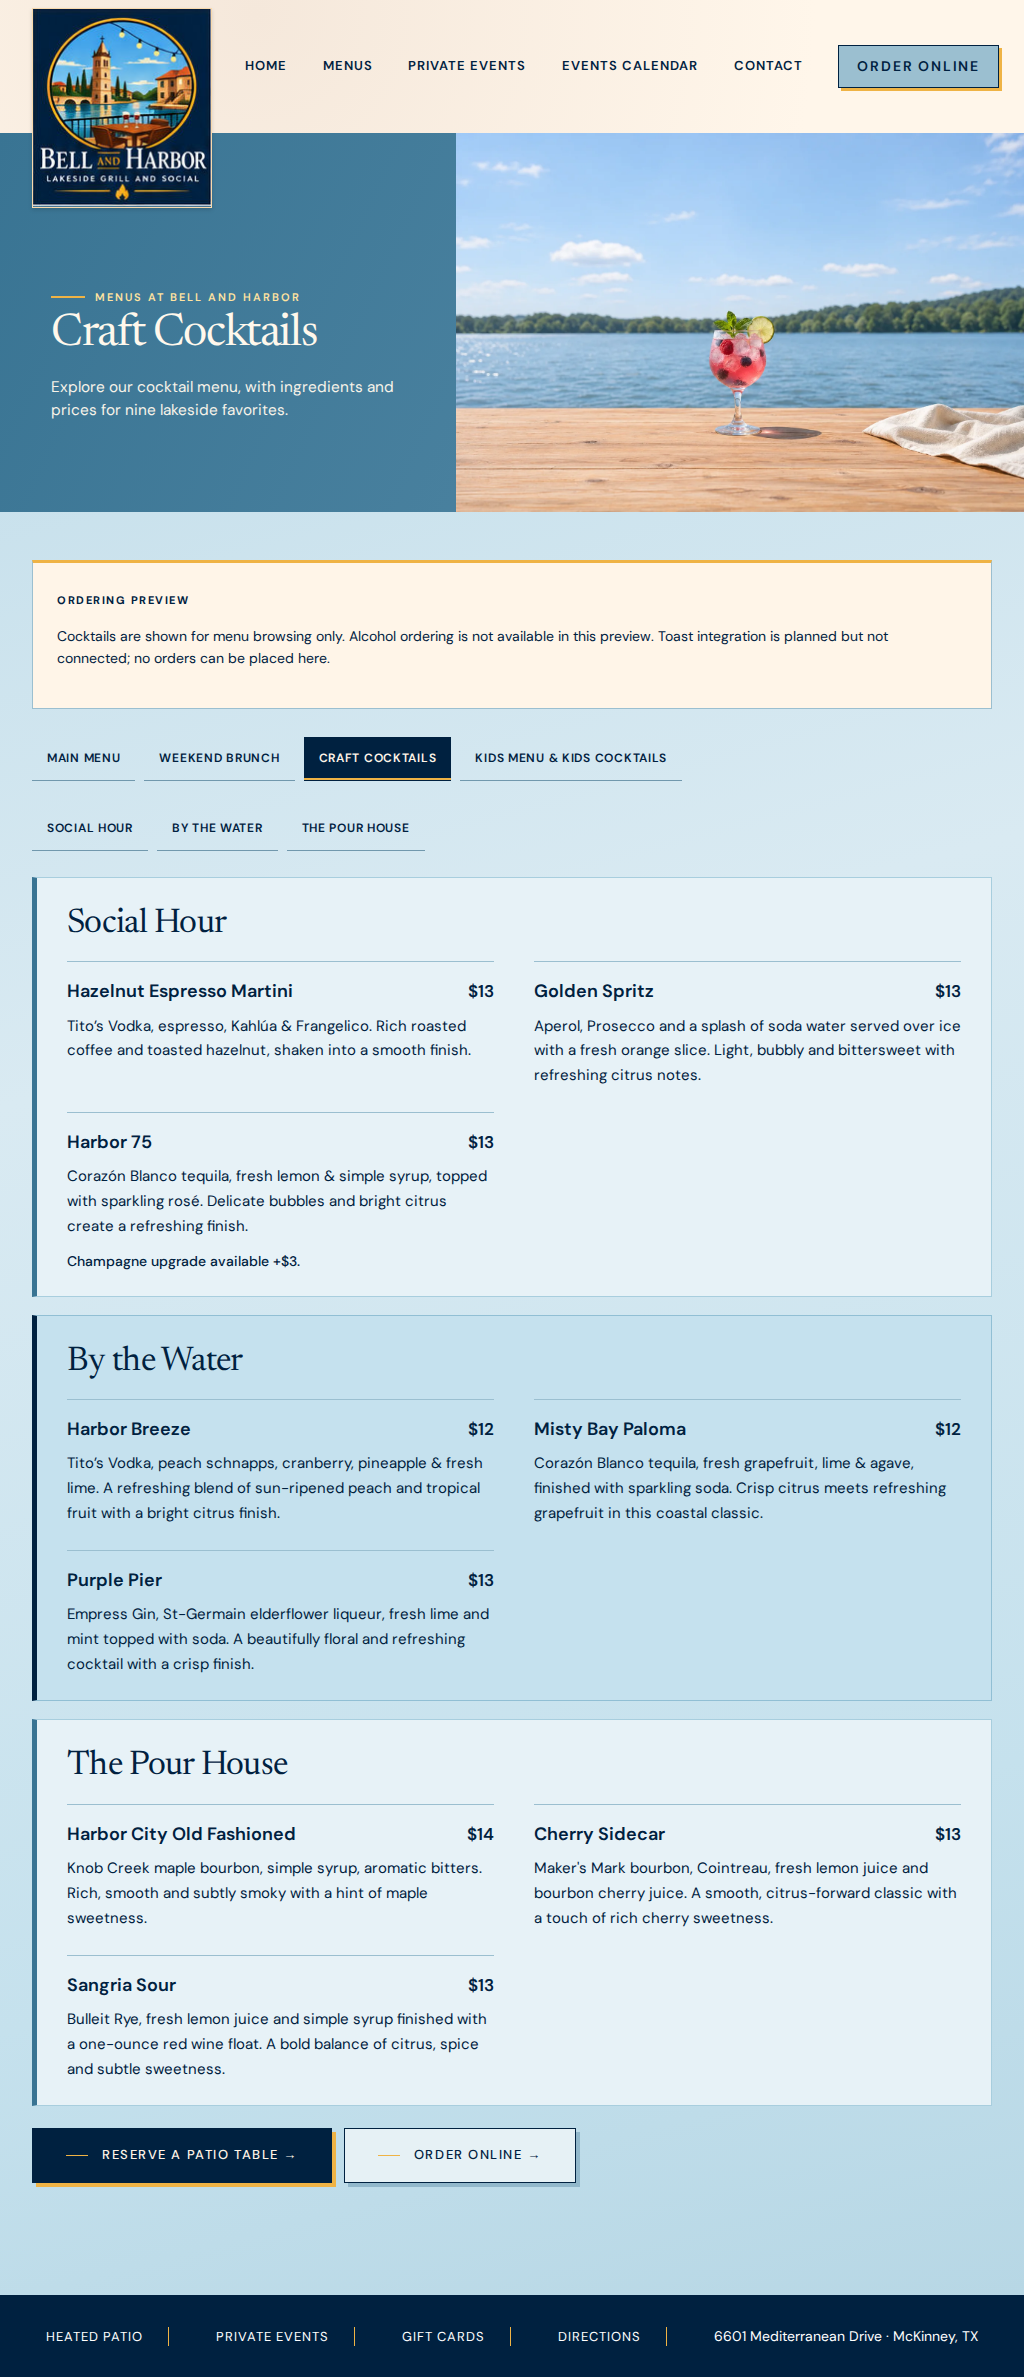 BELL AND HARBOR
LAKESIDE GRILL AND SOCIAL
HOME
MENUS
PRIVATE EVENTS
EVENTS CALENDAR
CONTACT
ORDER ONLINE
MENUS AT BELL AND HARBOR
Craft Cocktails
Explore our cocktail menu, with ingredients and
prices for nine lakeside favorites.
ORDERING PREVIEW
Cocktails are shown for menu browsing only. Alcohol ordering is not available in this preview. Toast integration is planned but not
connected; no orders can be placed here.
MAIN MENU
WEEKEND BRUNCH
CRAFT COCKTAILS
KIDS MENU & KIDS COCKTAILS
SOCIAL HOUR
BY THE WATER
THE POUR HOUSE
Social Hour
Hazelnut Espresso Martini $13
Tito’s Vodka, espresso, Kahlúa & Frangelico. Rich roasted
coffee and toasted hazelnut, shaken into a smooth finish.
Golden Spritz $13
Aperol, Prosecco and a splash of soda water served over ice
with a fresh orange slice. Light, bubbly and bittersweet with
refreshing citrus notes.
Harbor 75 $13
Corazón Blanco tequila, fresh lemon & simple syrup, topped
with sparkling rosé. Delicate bubbles and bright citrus
create a refreshing finish.
Champagne upgrade available +$3.
By the Water
Harbor Breeze $12
Tito’s Vodka, peach schnapps, cranberry, pineapple & fresh
lime. A refreshing blend of sun-ripened peach and tropical
fruit with a bright citrus finish.
Misty Bay Paloma $12
Corazón Blanco tequila, fresh grapefruit, lime & agave,
finished with sparkling soda. Crisp citrus meets refreshing
grapefruit in this coastal classic.
Purple Pier $13
Empress Gin, St-Germain elderflower liqueur, fresh lime and
mint topped with soda. A beautifully floral and refreshing
cocktail with a crisp finish.
The Pour House
Harbor City Old Fashioned $14
Knob Creek maple bourbon, simple syrup, aromatic bitters.
Rich, smooth and subtly smoky with a hint of maple
sweetness.
Cherry Sidecar $13
Maker's Mark bourbon, Cointreau, fresh lemon juice and
bourbon cherry juice. A smooth, citrus-forward classic with
a touch of rich cherry sweetness.
Sangria Sour $13
Bulleit Rye, fresh lemon juice and simple syrup finished with
a one-ounce red wine float. A bold balance of citrus, spice
and subtle sweetness.
RESERVE A PATIO TABLE →
ORDER ONLINE →
HEATED PATIO
PRIVATE EVENTS
GIFT CARDS
DIRECTIONS
6601 Mediterranean Drive · McKinney, TX